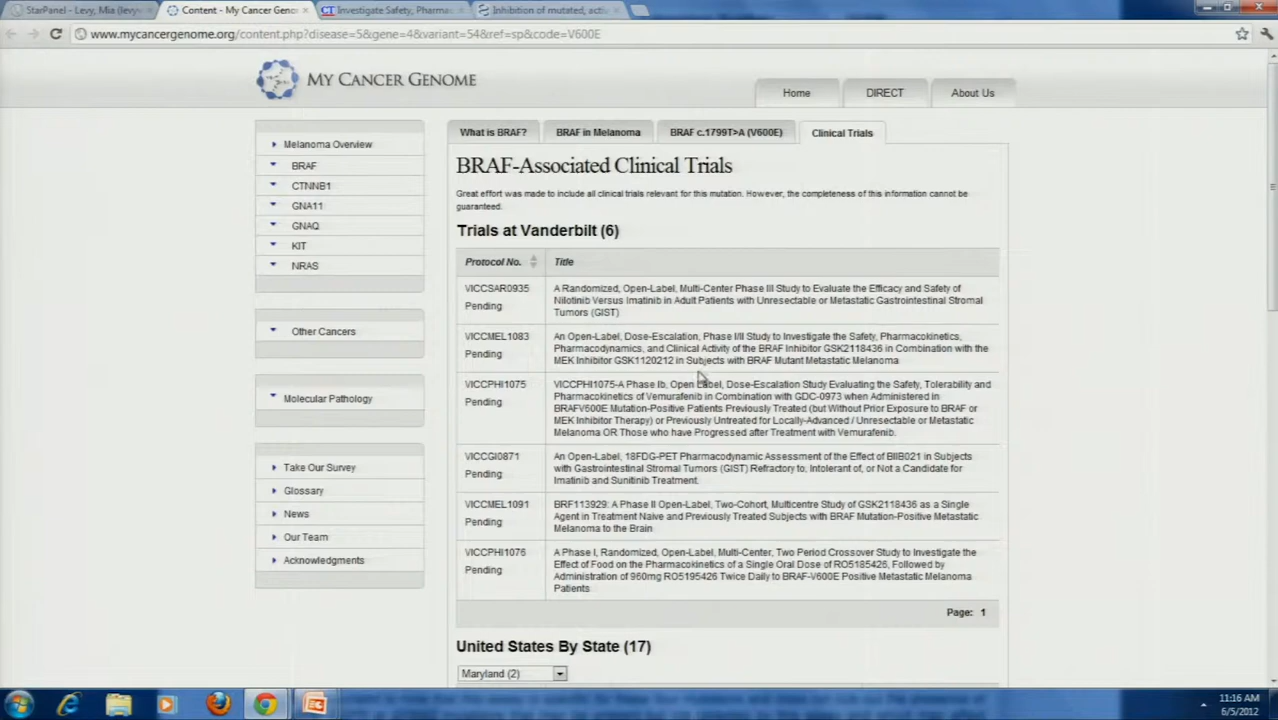 StarPanel - Levy, Mia (levy
Content - My Cancer Geno
Investigate Safety, Pharmac
Inhibition of mutated, activ
www.mycancergenome.org/content.php?disease=5&gene=4&variant=54&ref=sp&code=V600E
MY CANCER GENOME
Home
DIRECT
About Us
Melanoma Overview
BRAF
CTNNB1
GNA11
GNAQ
KIT
NRAS
Other Cancers
Molecular Pathology
Take Our Survey
Glossary
News
Our Team
Acknowledgments
What is BRAF?
BRAF in Melanoma
BRAF c.1799T>A (V600E)
Clinical Trials
BRAF-Associated Clinical Trials
Great effort was made to include all clinical trials relevant for this mutation. However, the completeness of this information cannot be
guaranteed.
Trials at Vanderbilt (6)
Protocol No.
Title
VICCSAR0935
Pending
A Randomized, Open-Label, Multi-Center Phase III Study to Evaluate the Efficacy and Safety of
Nilotinib Versus Imatinib in Adult Patients with Unresectable or Metastatic Gastrointestinal Stromal
Tumors (GIST)
VICCMEL1083
Pending
An Open-Label, Dose-Escalation, Phase I/II Study to Investigate the Safety, Pharmacokinetics,
Pharmacodynamics, and Clinical Activity of the BRAF Inhibitor GSK2118436 in Combination with the
MEK Inhibitor GSK1120212 in Subjects with BRAF Mutant Metastatic Melanoma
VICCPHI1075
Pending
VICCPHI1075-A Phase Ib, Open Label, Dose-Escalation Study Evaluating the Safety, Tolerability and
Pharmacokinetics of Vemurafenib in Combination with GDC-0973 when Administered in
BRAFV600E Mutation-Positive Patients Previously Treated (but Without Prior Exposure to BRAF or
MEK Inhibitor Therapy) or Previously Untreated for Locally-Advanced / Unresectable or Metastatic
Melanoma OR Those who have Progressed after Treatment with Vemurafenib.
VICCGI0871
Pending
An Open-Label, 18FDG-PET Pharmacodynamic Assessment of the Effect of BIIB021 in Subjects
with Gastrointestinal Stromal Tumors (GIST) Refractory to, Intolerant of, or Not a Candidate for
Imatinib and Sunitinib Treatment.
VICCMEL1091
Pending
BRF113929: A Phase II Open-Label, Two-Cohort, Multicentre Study of GSK2118436 as a Single
Agent in Treatment Naive and Previously Treated Subjects with BRAF Mutation-Positive Metastatic
Melanoma to the Brain
VICCPHI1076
Pending
A Phase I, Randomized, Open-Label, Multi-Center, Two Period Crossover Study to Investigate the
Effect of Food on the Pharmacokinetics of a Single Oral Dose of RO5185426, Followed by
Administration of 960mg RO5195426 Twice Daily to BRAF-V600E Positive Metastatic Melanoma
Patients
Page: 1
United States By State (17)
Maryland (2)
11:16 AM
6/5/2012